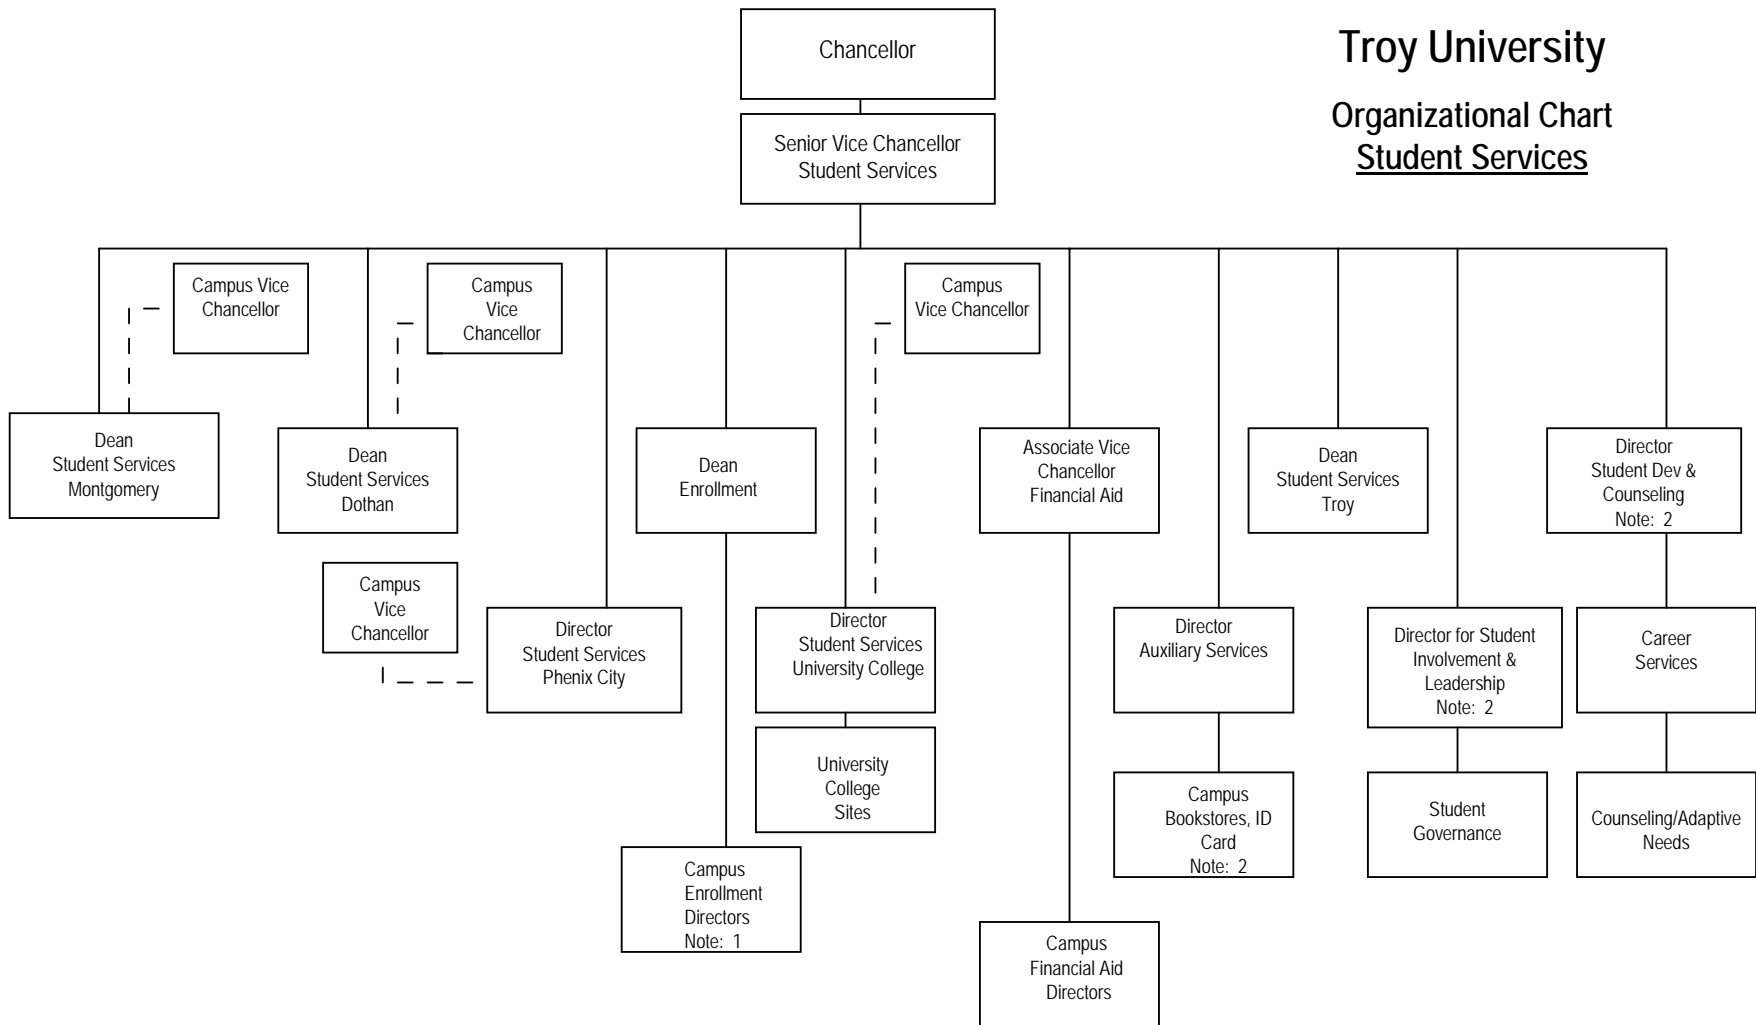 Chancellor
Troy University
Organizational Chart
Student Services
Senior Vice Chancellor
Student Services
Campus Vice
Chancellor
Campus
Vice
Chancellor
Campus
Vice Chancellor
Dean
Student Services
Montgomery
Dean
Student Services
Dothan
Dean
Enrollment
Associate Vice
Chancellor
Financial Aid
Dean
Student Services
Troy
Director
Student Dev &
Counseling
Note: 2
Campus
Vice
Chancellor
Director
Student Services
Phenix City
Director
Student Services
University College
Director
Auxiliary Services
Director for Student
Involvement &
Leadership
Note: 2
Career
Services
University
College
Sites
Campus
Bookstores, ID
Card
Note: 2
Student
Governance
Counseling/Adaptive
Needs
Campus
Enrollment
Directors
Note: 1
Campus
Financial Aid
Directors